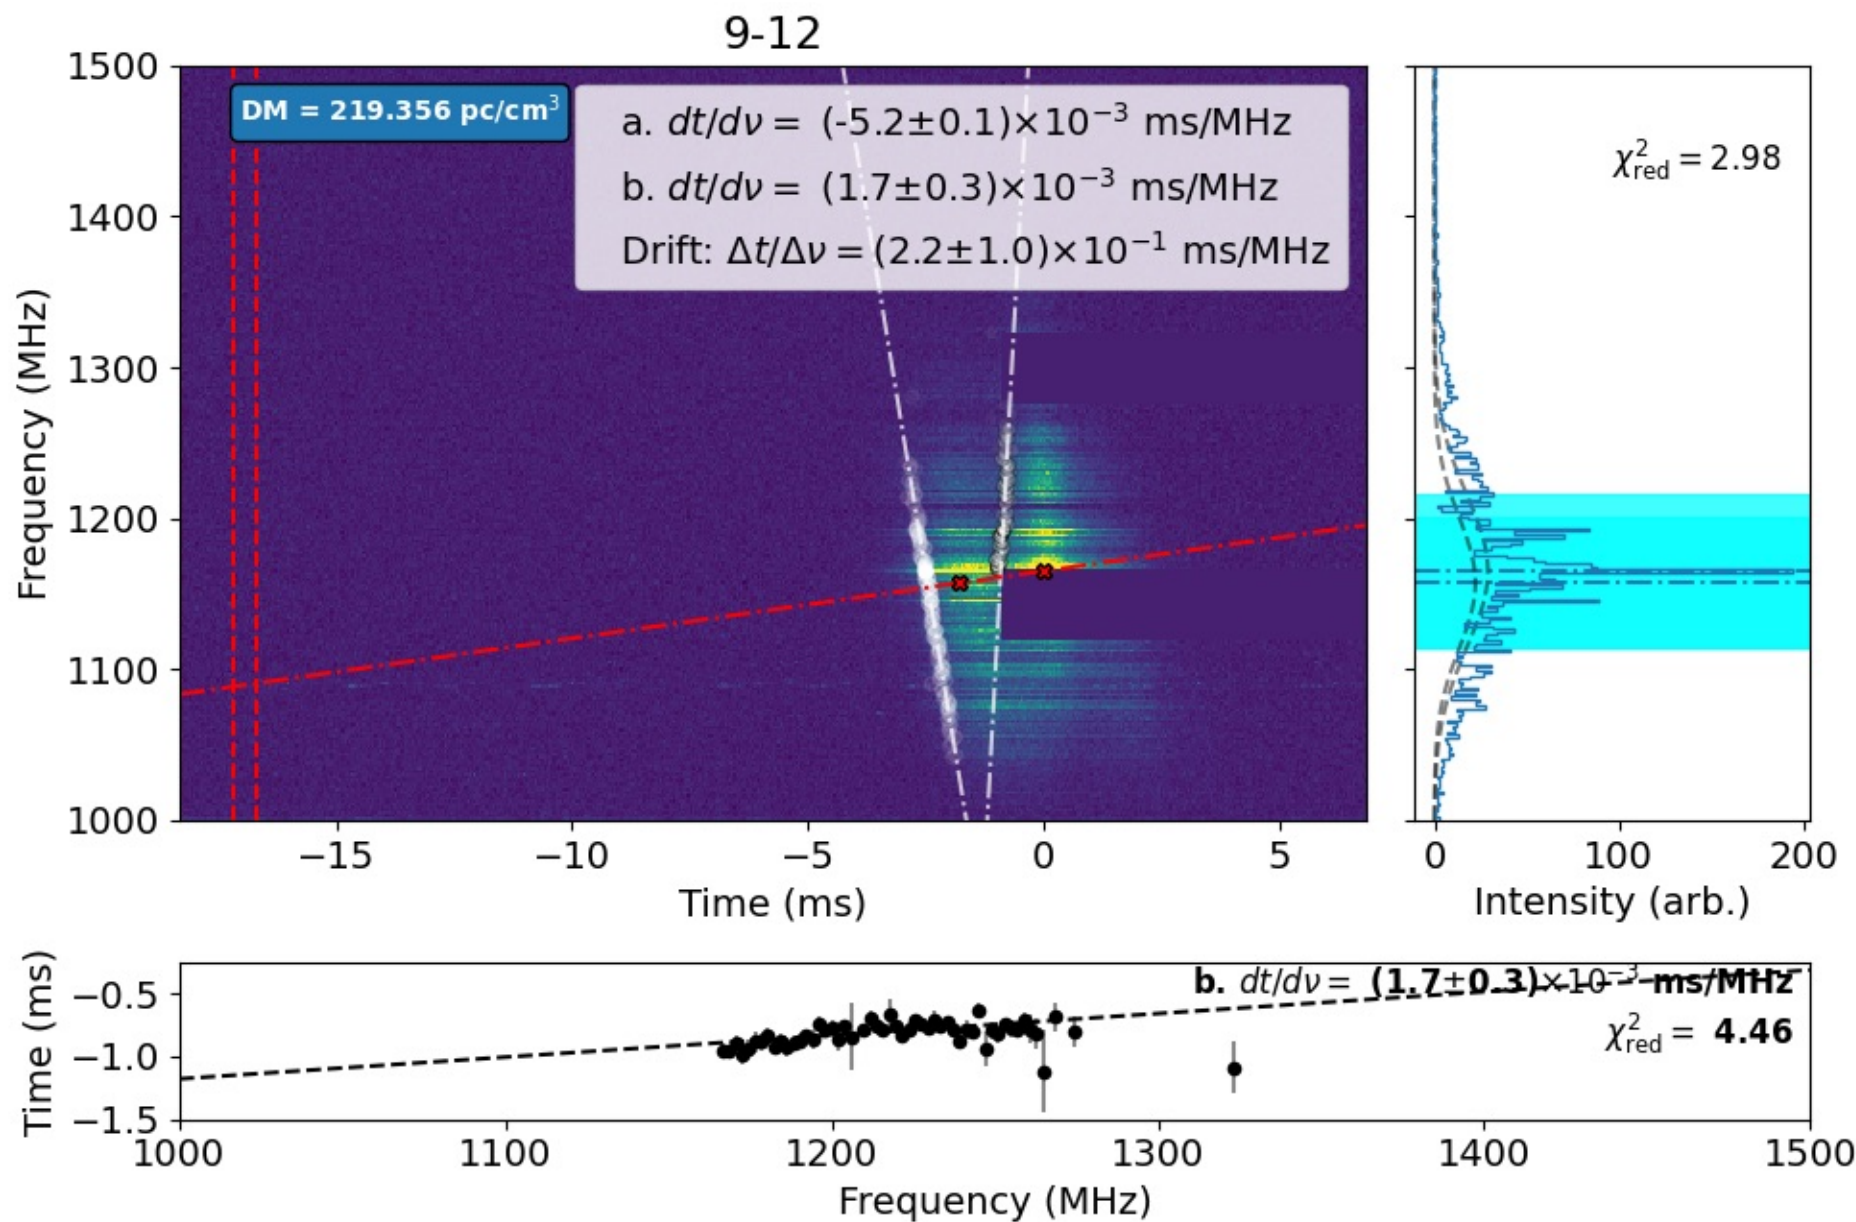 9-12
DM = 219.356 pc/cm³
a. dt/dν = (-5.2±0.1)×10⁻³ ms/MHz
b. dt/dν = (1.7±0.3)×10⁻³ ms/MHz
Drift: Δt/Δν = (2.2±1.0)×10⁻¹ ms/MHz
Frequency (MHz)
1500
1400
1300
1200
1100
1000
−15
−10
−5
0
5
Time (ms)
χ²red = 2.98
0
100
200
Intensity (arb.)
b. dt/dν = (1.7±0.3)×10⁻³ ms/MHz
χ²red = 4.46
Time (ms)
−0.5
−1.0
−1.5
1000
1100
1200
1300
1400
1500
Frequency (MHz)